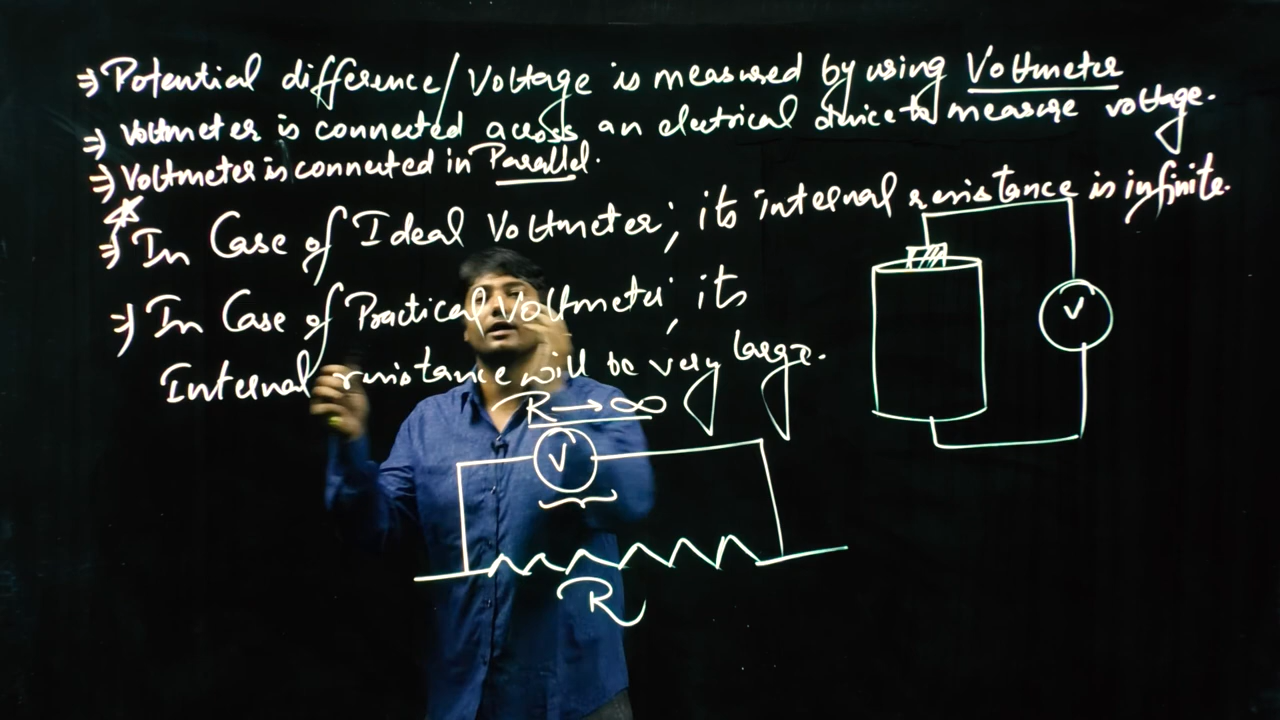 ⇒ Potential difference/Voltage is measured by using Voltmeter
⇒ Voltmeter is connected across an electrical device to measure voltage.
⇒ Voltmeter is connected in Parallel.
⇒ In Case of Ideal Voltmeter, its internal resistance is infinite.
⇒ In Case of Practical Voltmeter, its
Internal resistance will be very large.
R → ∞
V
V
R